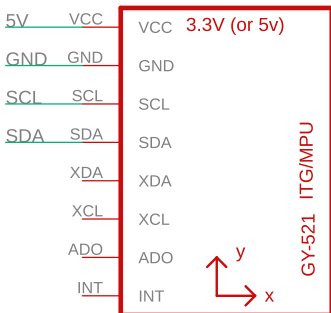 5V VCC VCC 3.3V (or 5v)
GND GND GND
SCL SCL SCL
SDA SDA SDA
XDA XDA
XCL XCL
ADO ADO
INT INT
y
x
GY-521 ITG/MPU